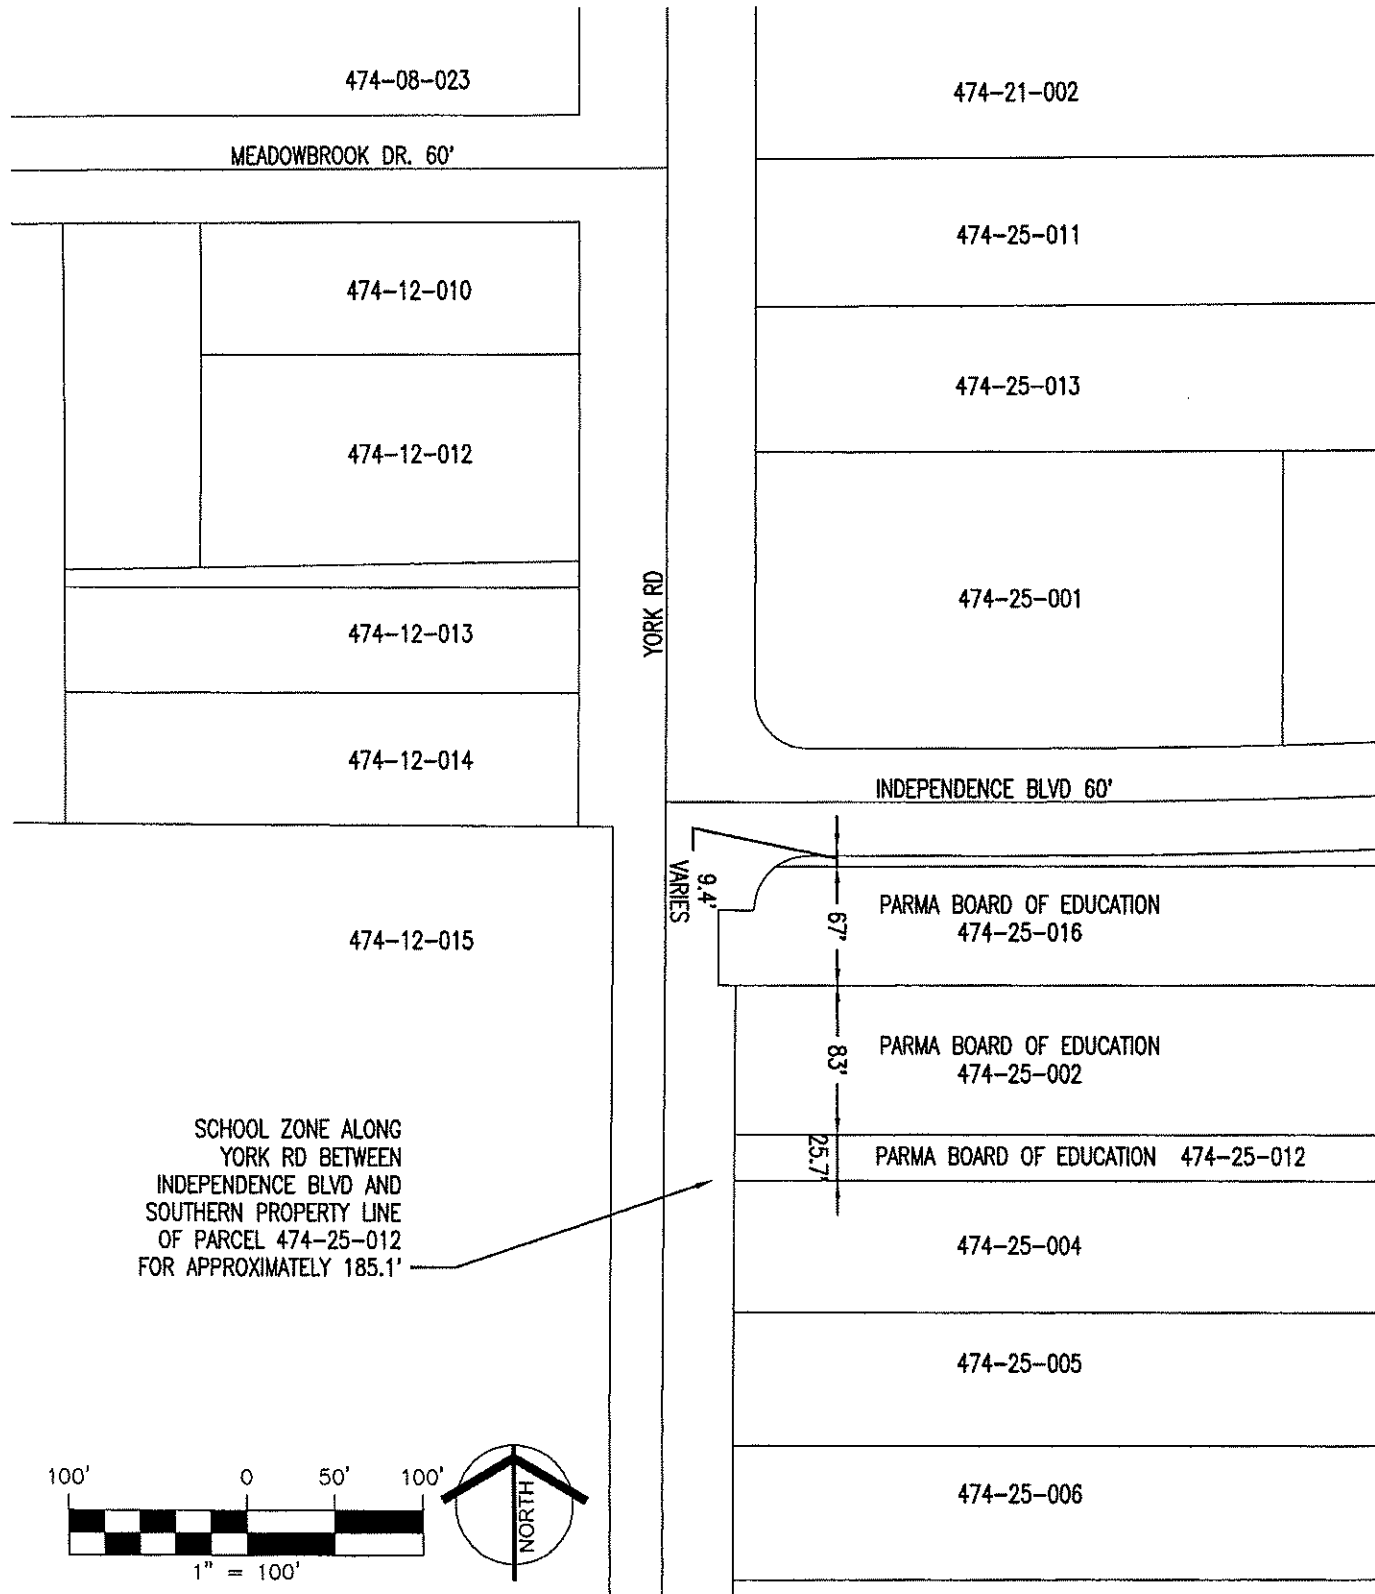 474-08-023
474-21-002
MEADOWBROOK DR. 60'
474-25-011
474-12-010
474-25-013
474-12-012
YORK RD
474-25-001
474-12-013
474-12-014
INDEPENDENCE BLVD 60'
9.4'
VARIES
67'
PARMA BOARD OF EDUCATION
474-25-016
474-12-015
83'
PARMA BOARD OF EDUCATION
474-25-002
25.7'
PARMA BOARD OF EDUCATION 474-25-012
SCHOOL ZONE ALONG
YORK RD BETWEEN
INDEPENDENCE BLVD AND
SOUTHERN PROPERTY LINE
OF PARCEL 474-25-012
FOR APPROXIMATELY 185.1'
474-25-004
474-25-005
474-25-006
100' 0 50' 100'
1" = 100'
NORTH